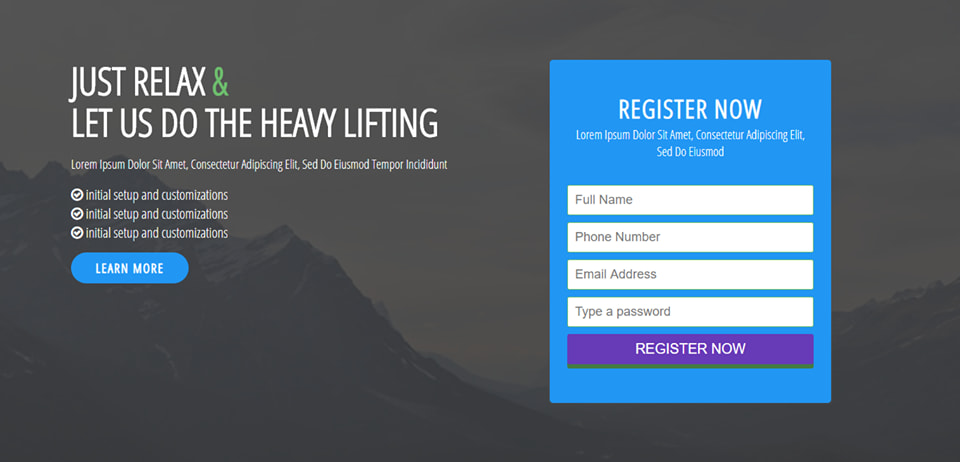 JUST RELAX &
LET US DO THE HEAVY LIFTING
Lorem Ipsum Dolor Sit Amet, Consectetur Adipiscing Elit, Sed Do Eiusmod Tempor Incididunt
initial setup and customizations
initial setup and customizations
initial setup and customizations
LEARN MORE
REGISTER NOW
Lorem Ipsum Dolor Sit Amet, Consectetur Adipiscing Elit,
Sed Do Eiusmod
Full Name
Phone Number
Email Address
Type a password
REGISTER NOW